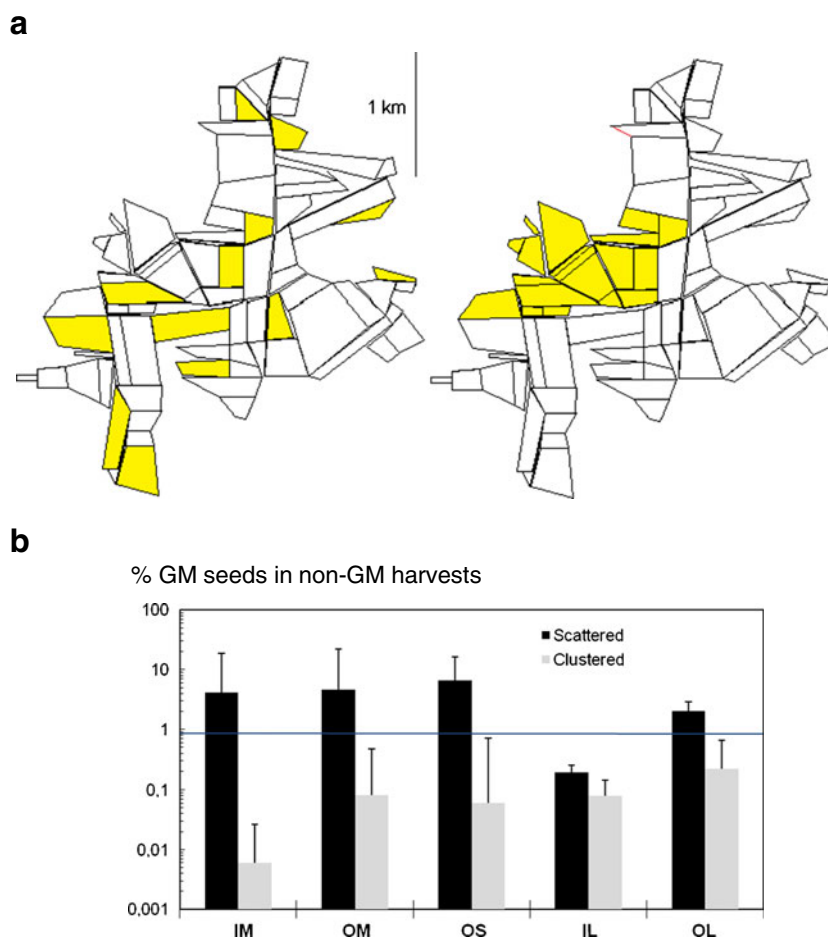 a
1 km
b
% GM seeds in non-GM harvests
100
10
1
0,1
0,01
0,001
Scattered
Clustered
IM OM OS IL OL